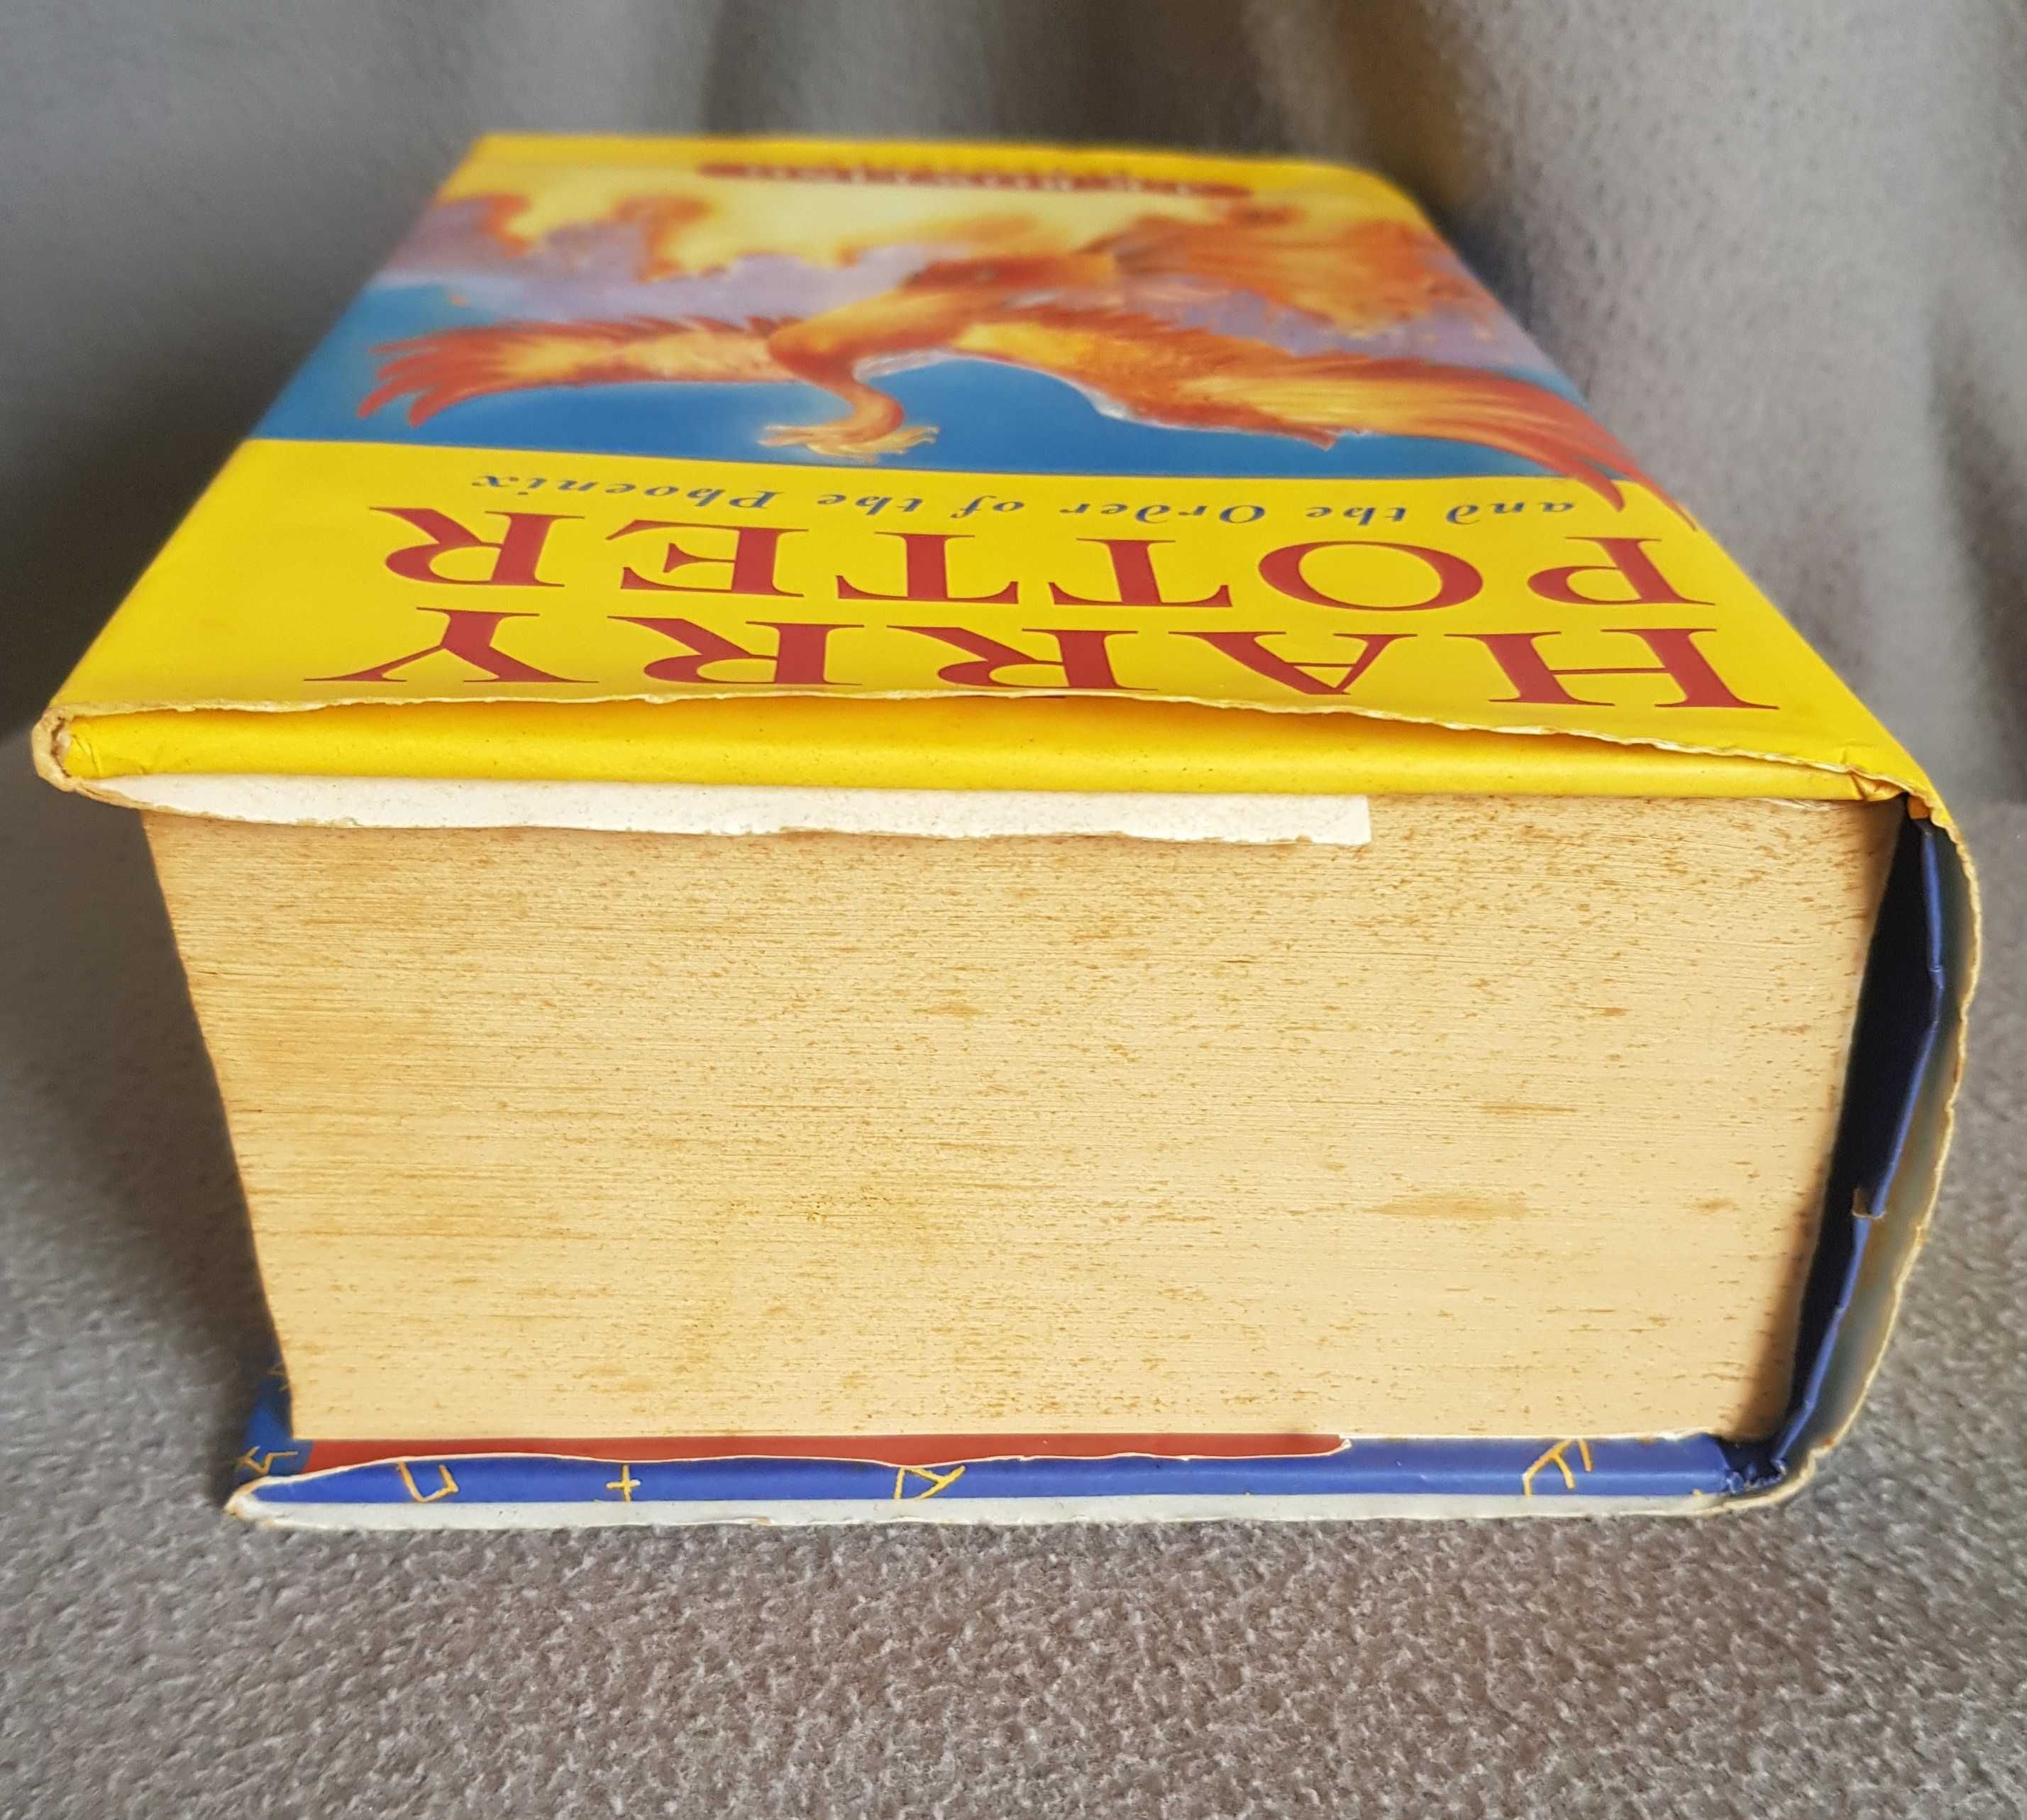 HARRY
POTTER
and the Order of the Phoenix